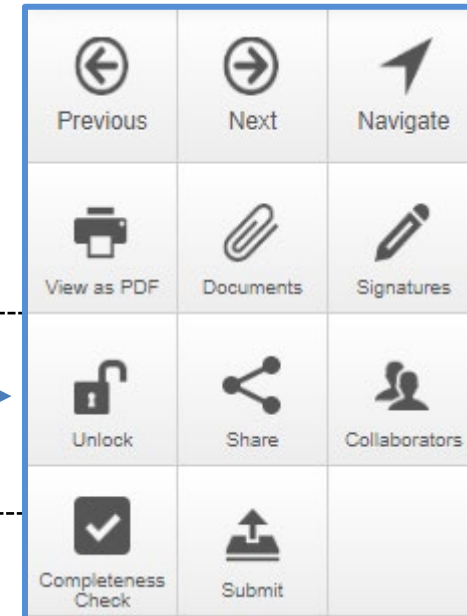 Previous
Next
Navigate
View as PDF
Documents
Signatures
Unlock
Share
Collaborators
Completeness
Check
Submit